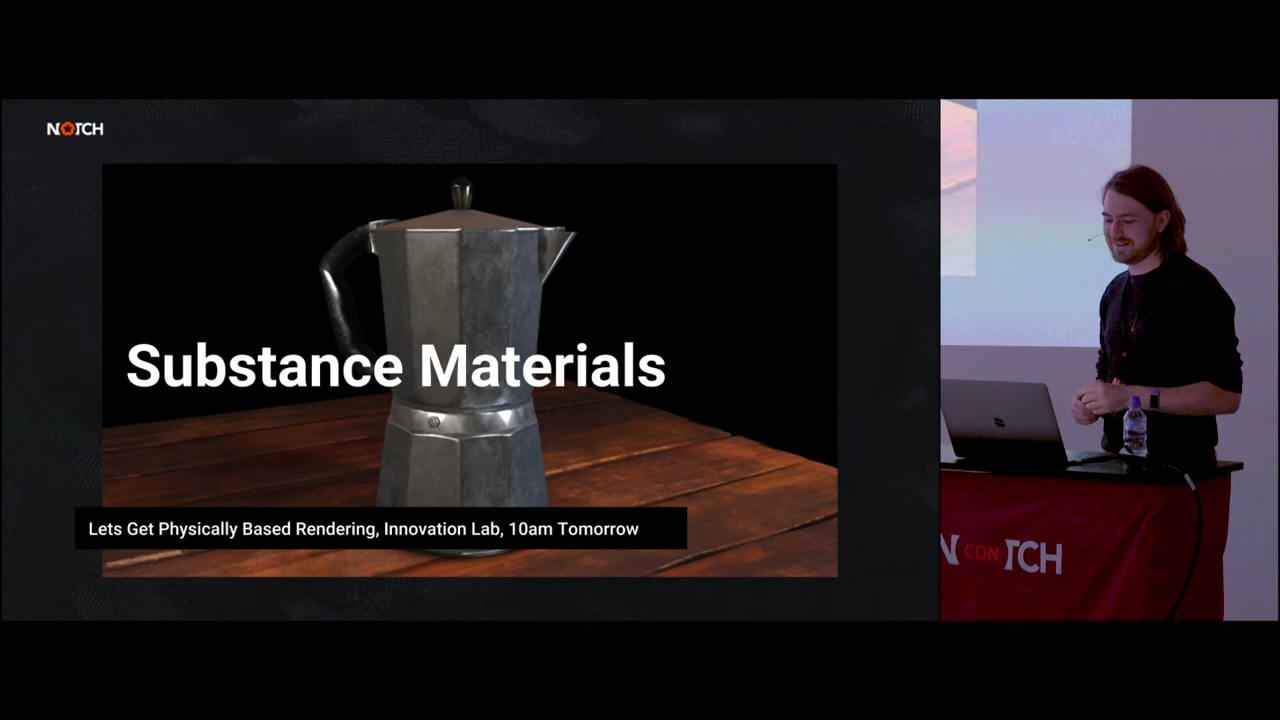 NOTCH
Substance Materials
Lets Get Physically Based Rendering, Innovation Lab, 10am Tomorrow
N CON TCH